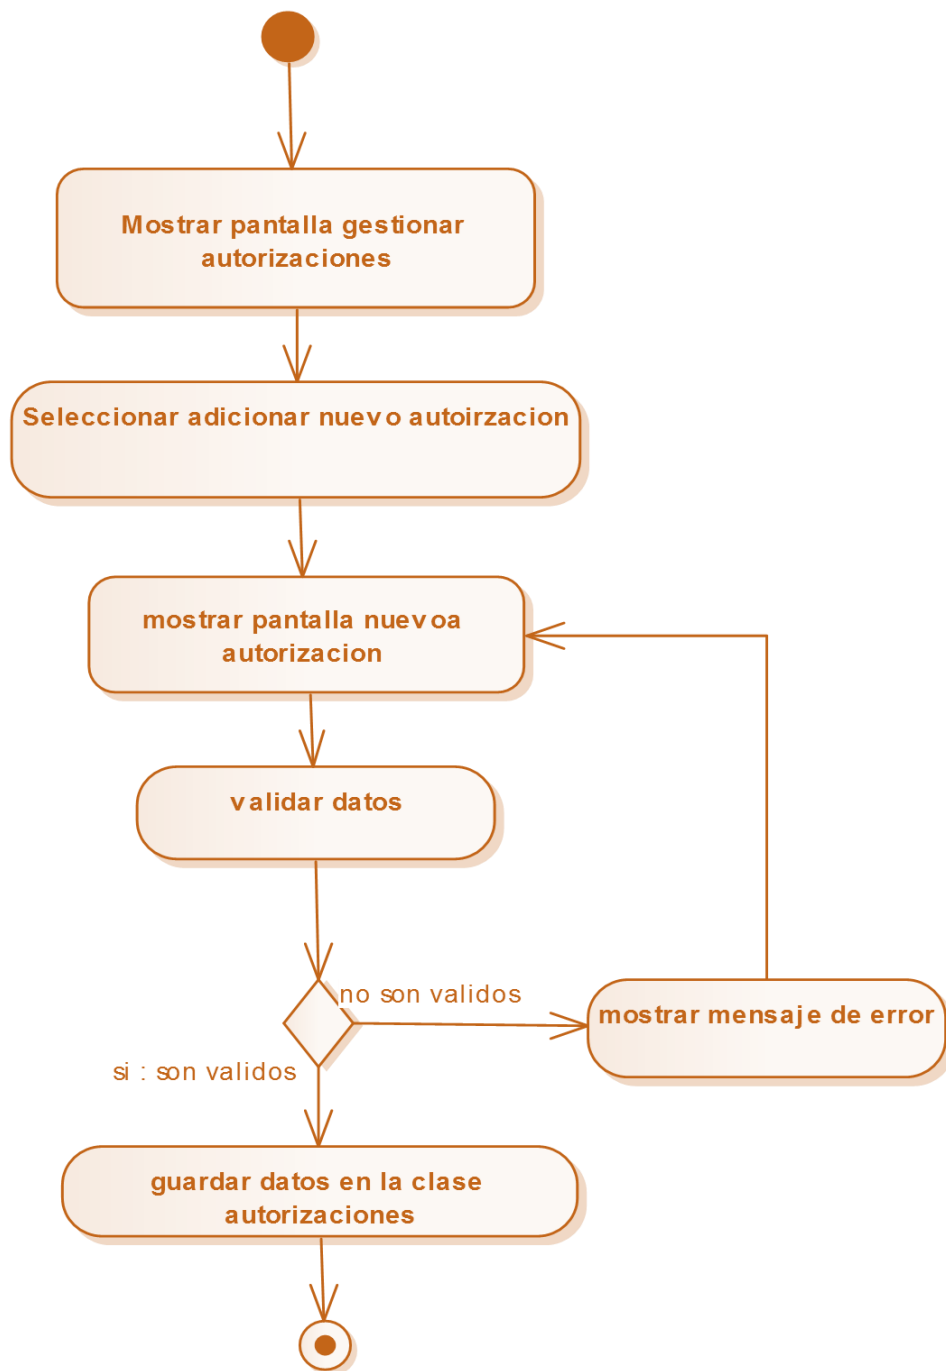 Mostrar pantalla gestionar
autorizaciones
Seleccionar adicionar nuevo autoirzacion
mostrar pantalla nuevoa
autorizacion
validar datos
no son validos
mostrar mensaje de error
si : son validos
guardar datos en la clase
autorizaciones